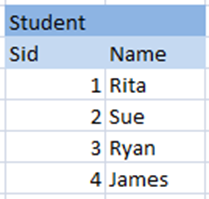 Student
Sid Name
1 Rita
2 Sue
3 Ryan
4 James